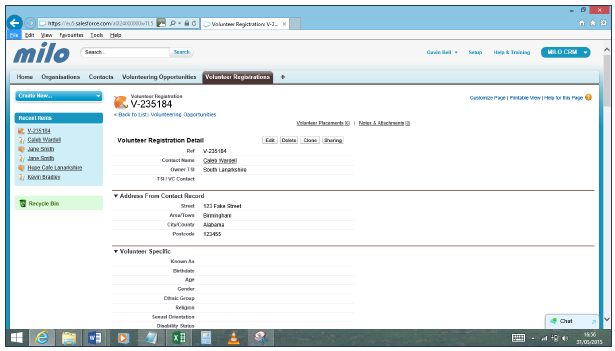 https://eu5.salesforce.com
Volunteer Registration: V-2...
File Edit View Favourites Tools Help
milo
Search...
Search
Gavin Bell
Setup
Help & Training
MILO CRM
Home Organisations Contacts Volunteering Opportunities Volunteer Registrations +
Create New...
Recent Items
V-235184
Caleb Wardell
Jane Smith
Jane Smith
Hope Cafe Lanarkshire
Kevin Bradley
Recycle Bin
Volunteer Registration
V-235184
Customize Page | Printable View | Help for this Page
« Back to List: Volunteering Opportunities
Volunteer Placements [0] | Notes & Attachments [0]
Volunteer Registration Detail
Edit Delete Clone Sharing
Ref V-235184
Contact Name Caleb Wardell
Owner TSI South Lanarkshire
TSI / VC Contact
Address From Contact Record
Street 123 Fake Street
Area/Town Birmingham
City/County Alabama
Postcode 123455
Volunteer Specific
Known As
Birthdate
Age
Gender
Ethnic Group
Religion
Sexual Orientation
Disability Status
Chat
16:56
31/05/2015